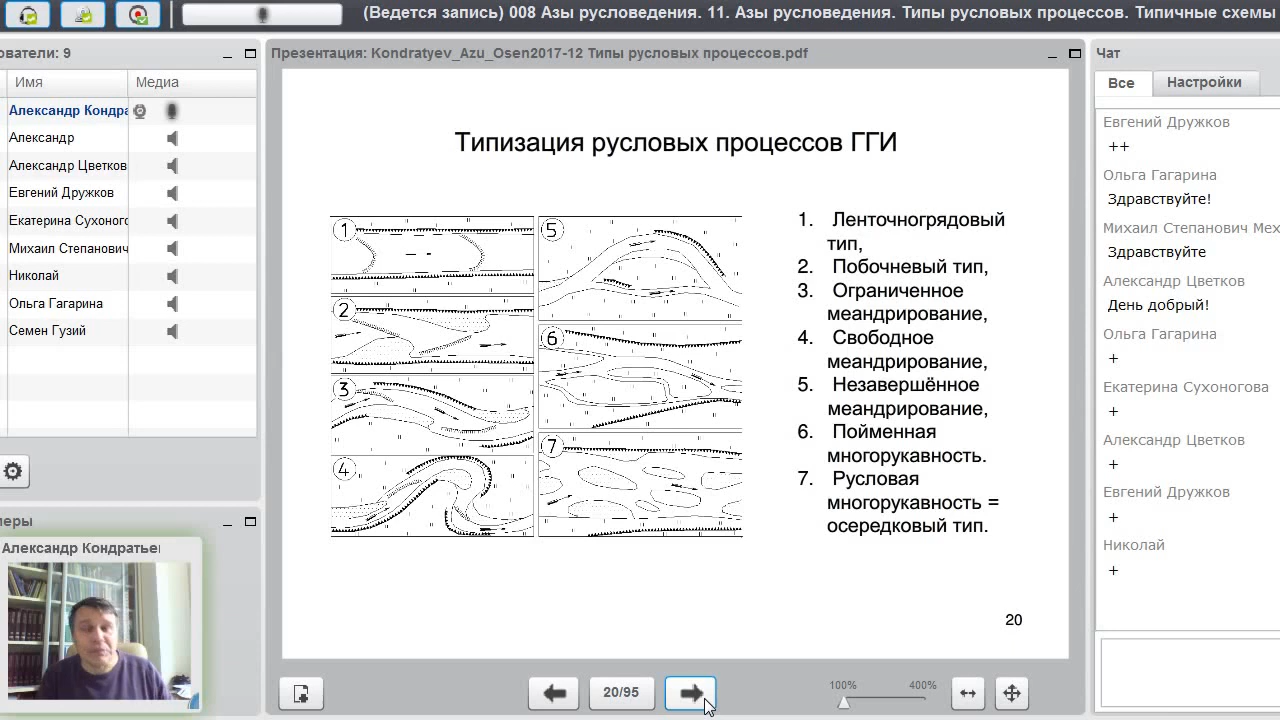 (Ведется запись) 008 Азы русловедения. 11. Азы русловедения. Типы русловых процессов. Типичные схемы
ователи: 9
Имя Медиа
Александр Кондра
Александр
Александр Цветков
Евгений Дружков
Екатерина Сухоного
Михаил Степанович
Николай
Ольга Гагарина
Семен Гузий
меры
Александр Кондратье
Презентация: Kondratyev_Azu_Osen2017-12 Типы русловых процессов.pdf
Типизация русловых процессов ГГИ
1
2
3
4
5
6
7
1. Ленточногрядовый
тип,
2. Побочневый тип,
3. Ограниченное
меандрирование,
4. Свободное
меандрирование,
5. Незавершённое
меандрирование,
6. Пойменная
многорукавность.
7. Русловая
многорукавность =
осередковый тип.
20
20/95
100% 400%
Чат
Все Настройки
Евгений Дружков
++
Ольга Гагарина
Здравствуйте!
Михаил Степанович Мех
Здравствуйте
Александр Цветков
День добрый!
Ольга Гагарина
+
Екатерина Сухоногова
+
Александр Цветков
+
Евгений Дружков
+
Николай
+